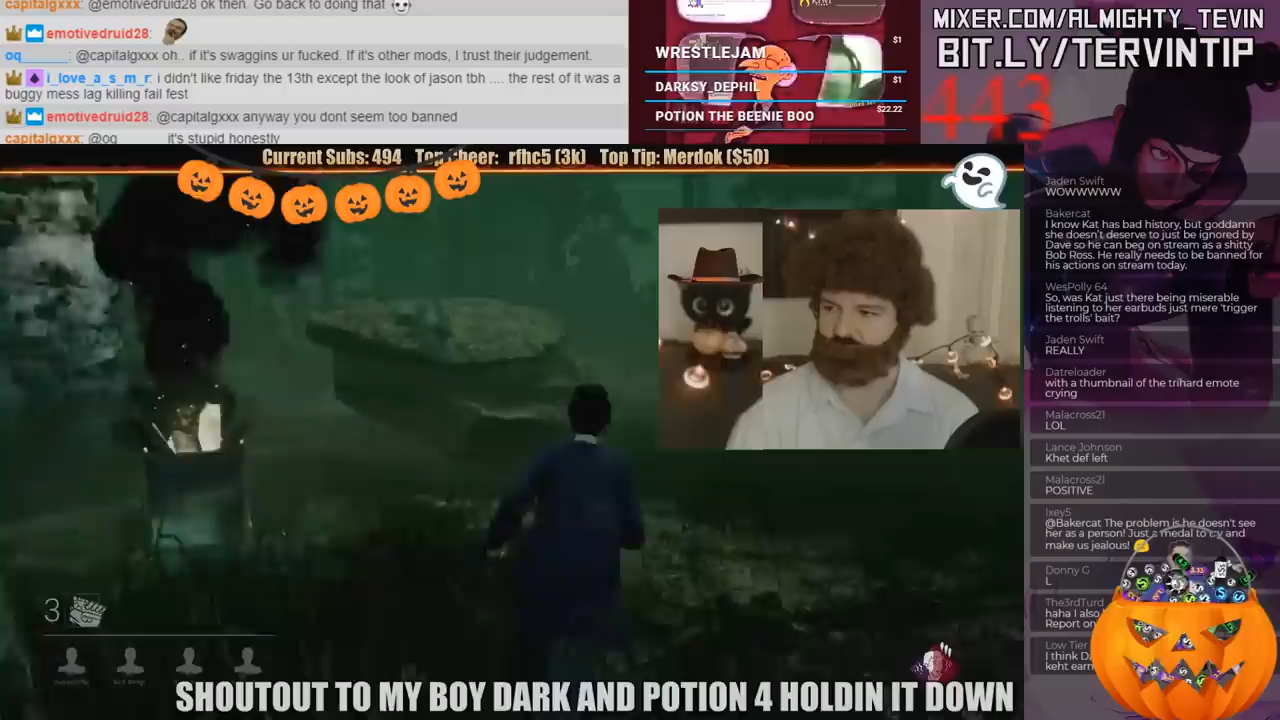 capitalgxxx: @emotivedruid28 ok then. Go back to doing that
emotivedruid28:
oq : @capitalgxxx oh.. if it's swaggins ur fucked. If it's other mods, I trust their judgement.
i_love_a_s_m_r: i didn't like friday the 13th except the look of jason tbh .... the rest of it was a
buggy mess lag killing fail fest
emotivedruid28: @capitalgxxx anyway you dont seem too banned
capitalgxxx: @oq it's stupid honestly
$1
WRESTLEJAM
$1
DARKSY_DEPHIL
$22.22
POTION THE BEENIE BOO
MIXER.COM/ALMIGHTY_TEVIN
BIT.LY/TERVINTIP
443
Current Subs: 494 Top Cheer: rfhc5 (3k) Top Tip: Merdok ($50)
Jaden Swift
WOWWWWW
Bakercat
I know Kat has bad history, but goddamn
she doesn't deserve to just be ignored by
Dave so he can beg on stream as a shitty
Bob Ross. He really needs to be banned for
his actions on stream today.
WesPolly 64
So, was Kat just there being miserable
listening to her earbuds just mere 'trigger
the trolls' bait?
Jaden Swift
REALLY
Datreloader
with a thumbnail of the trihard emote
crying
Malacross21
LOL
Lance Johnson
Khet def left
Malacross21
POSITIVE
Ixey5
@Bakercat The problem is he doesn't see
her as a person! Just a medal to try and
make us jealous!
Donny G
L
The3rdTurd
haha I also
Report on
Low Tier
I think
keht earn
3
SHOUTOUT TO MY BOY DARK AND POTION 4 HOLDIN IT DOWN